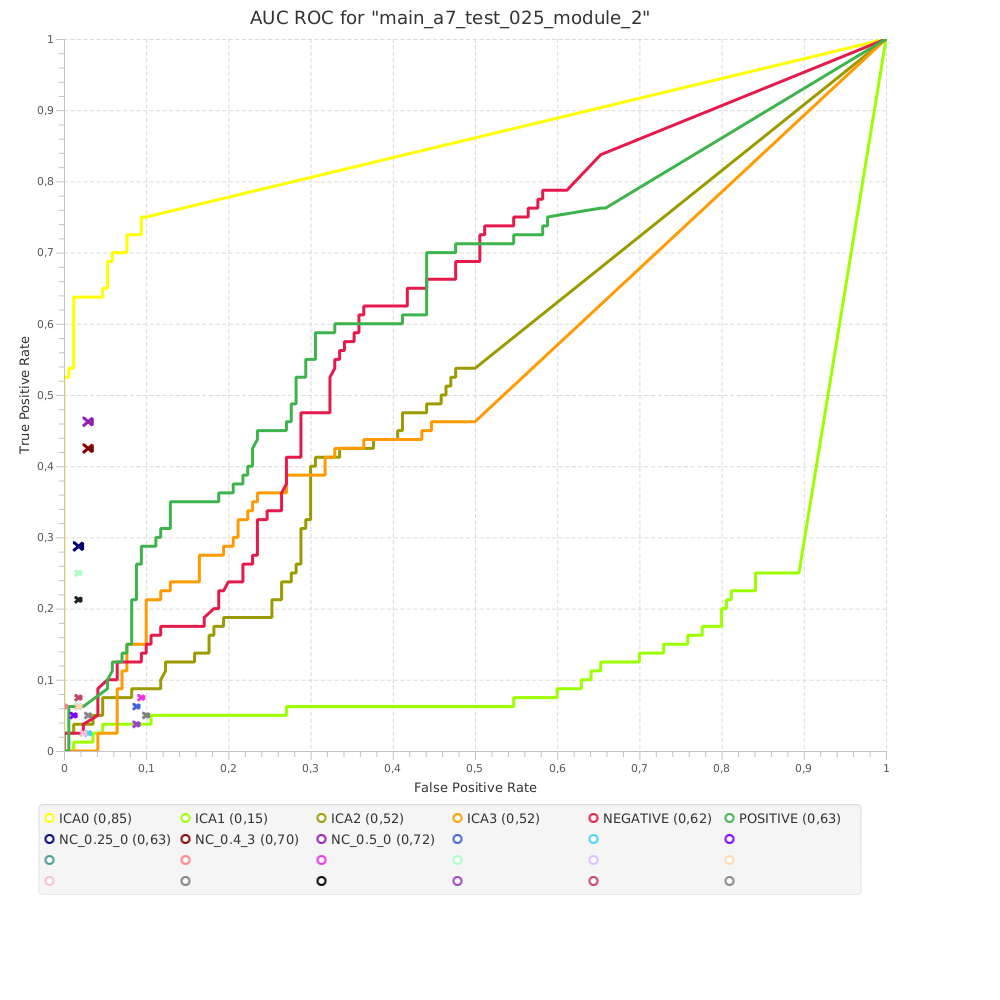 AUC ROC for "main_a7_test_025_module_2"
1
0,9
0,8
0,7
0,6
0,5
0,4
0,3
0,2
0,1
0
True Positive Rate
0 0,1 0,2 0,3 0,4 0,5 0,6 0,7 0,8 0,9 1
False Positive Rate
ICA0 (0,85) ICA1 (0,15) ICA2 (0,52) ICA3 (0,52) NEGATIVE (0,62) POSITIVE (0,63)
NC_0.25_0 (0,63) NC_0.4_3 (0,70) NC_0.5_0 (0,72)